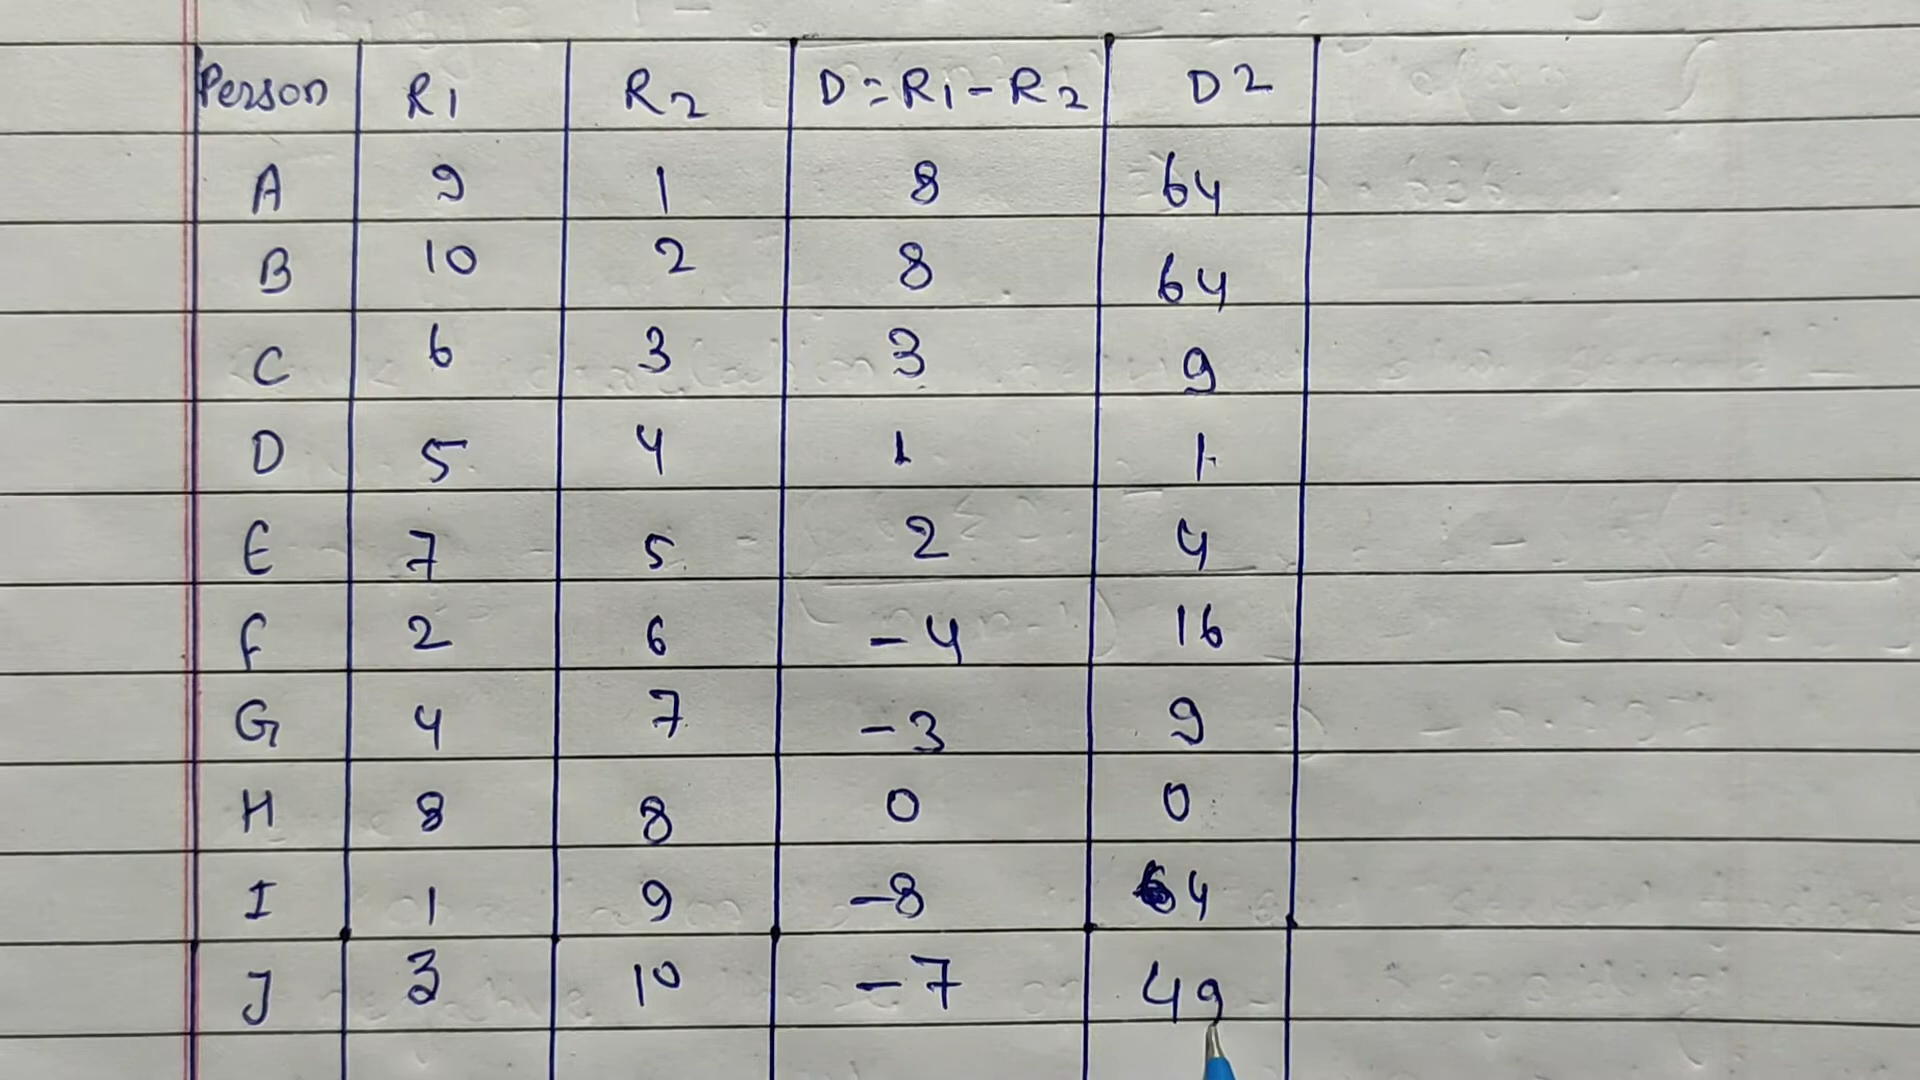 Person R1 R2 D=R1-R2 D2
A 9 1 8 64
B 10 2 8 64
C 6 3 3 9
D 5 4 1 1
E 7 5 2 4
F 2 6 -4 16
G 4 7 -3 9
H 8 8 0 0
I 1 9 -8 64
J 3 10 -7 49